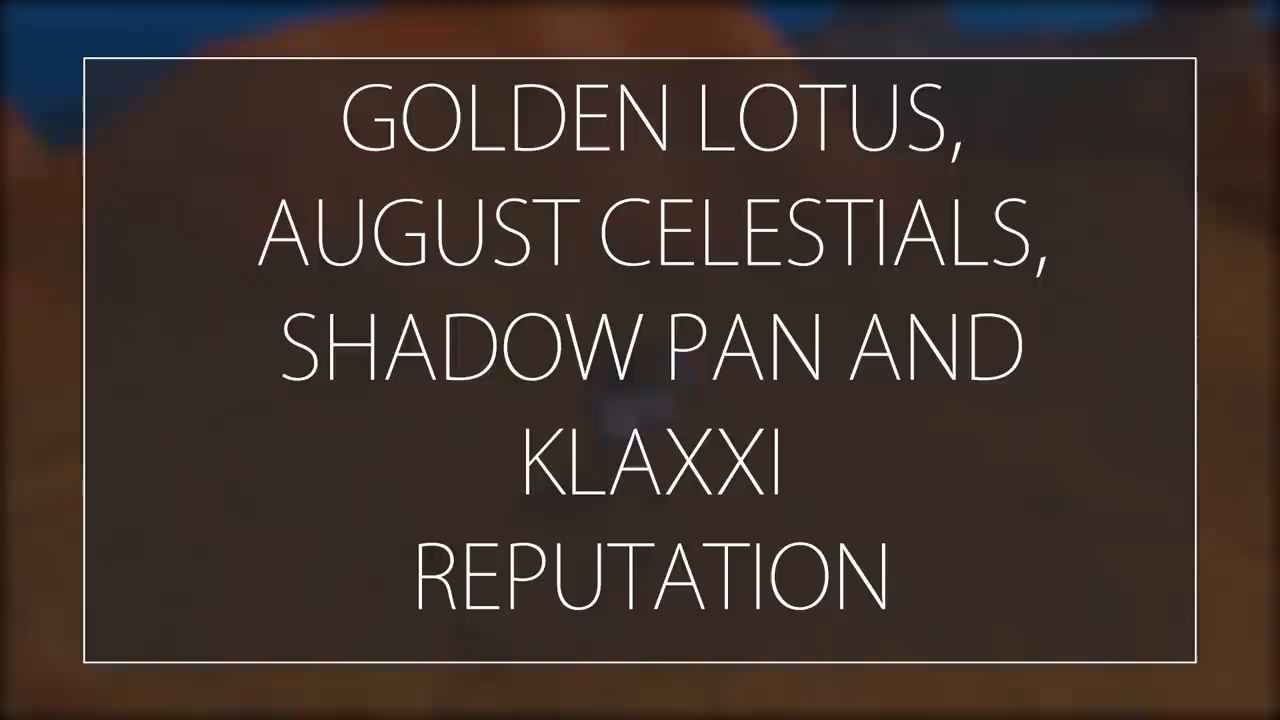 GOLDEN LOTUS,
AUGUST CELESTIALS,
SHADOW PAN AND
KLAXXI
REPUTATION